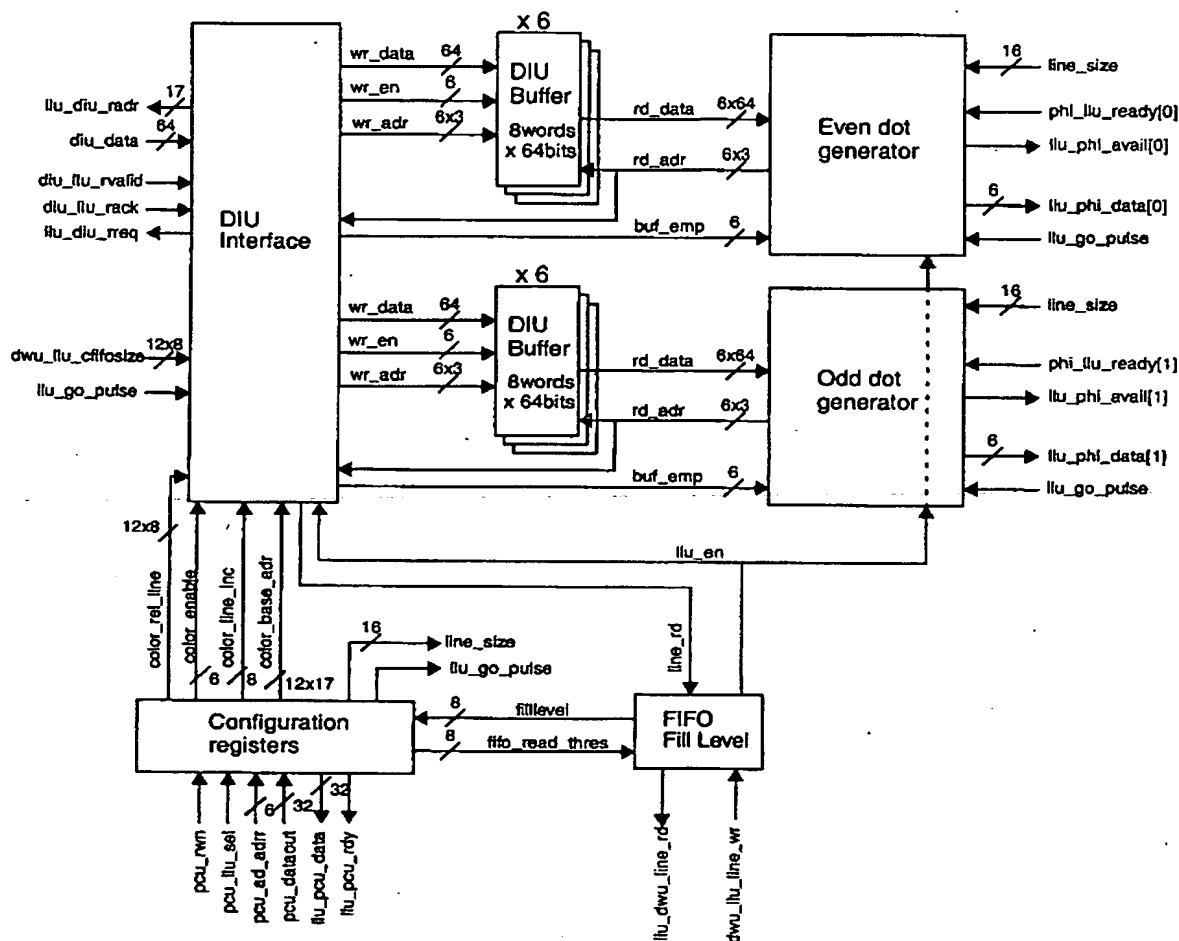 x 6
wr_data
64
wr_en
6
wr_adr
6x3
DIU
Buffer
8words
x 64bits
rd_data
6x64
rd_adr
6x3
buf_emp
6
Even dot
generator
16
line_size
phi_llu_ready[0]
llu_phi_avail[0]
6
llu_phi_data[0]
llu_go_pulse
llu_diu_radr
17
diu_data
64
diu_llu_rvalid
diu_llu_rack
llu_diu_rreq
DIU
Interface
dwu_llu_cfifosize
12x8
llu_go_pulse
x 6
wr_data
64
wr_en
6
wr_adr
6x3
DIU
Buffer
8words
x 64bits
rd_data
6x64
rd_adr
6x3
buf_emp
6
Odd dot
generator
16
line_size
phi_llu_ready[1]
llu_phi_avail[1]
6
llu_phi_data[1]
llu_go_pulse
12x8
color_rel_line
color_enable
6
color_line_inc
8
color_base_adr
12x17
llu_en
line_rd
16
line_size
llu_go_pulse
Configuration
registers
8
filllevel
8
fifo_read_thres
FIFO
Fill Level
pcu_rwn
pcu_llu_sel
pcu_ad_adrr
6
pcu_dataout
32
llu_pcu_data
32
llu_pcu_rdy
llu_dwu_line_rd
dwu_llu_line_wr